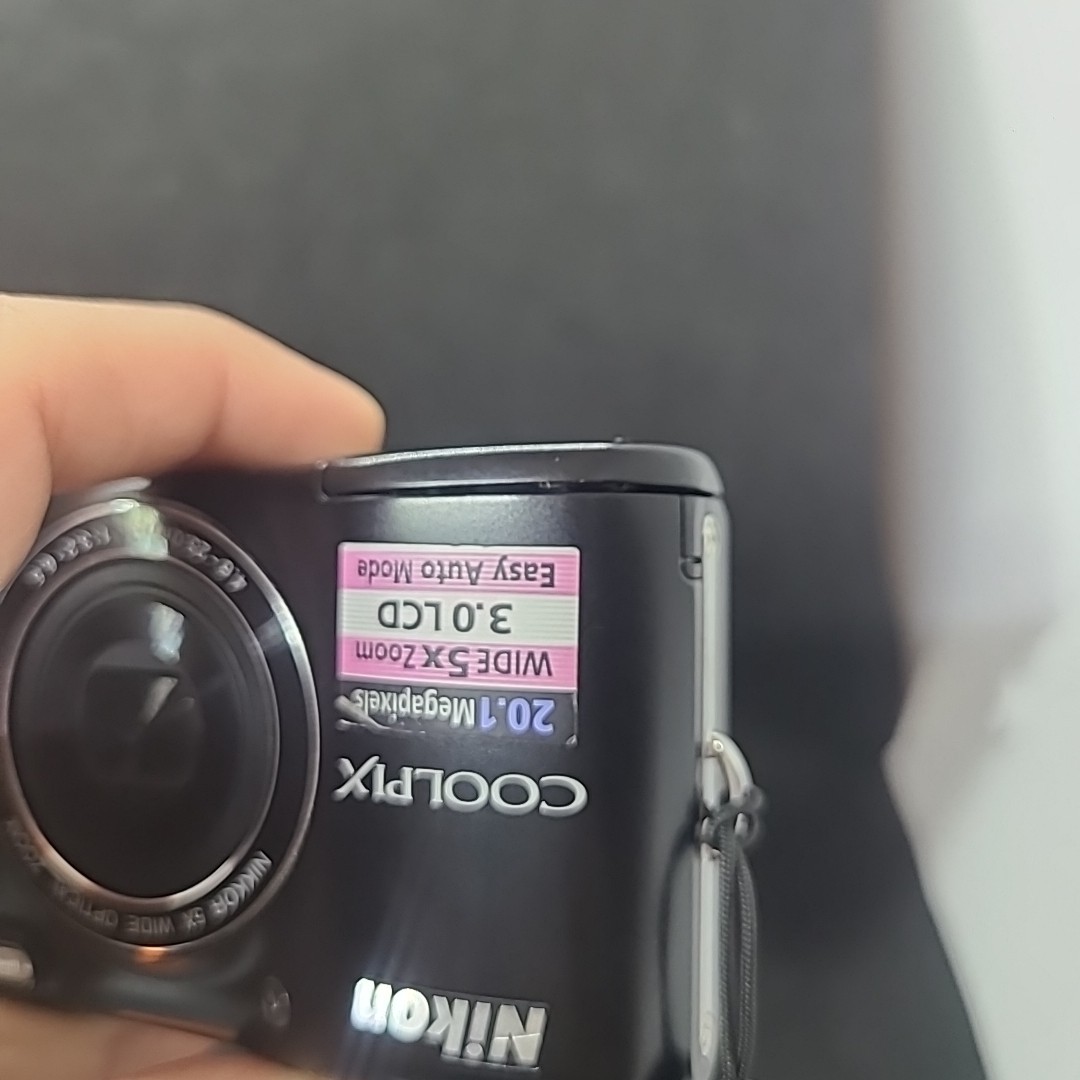 Nikon
COOLPIX
20.1 Megapixels
WIDE 5x Zoom
3.0 LCD
Easy Auto Mode
NIKKOR 5X WIDE OPTICAL ZOOM